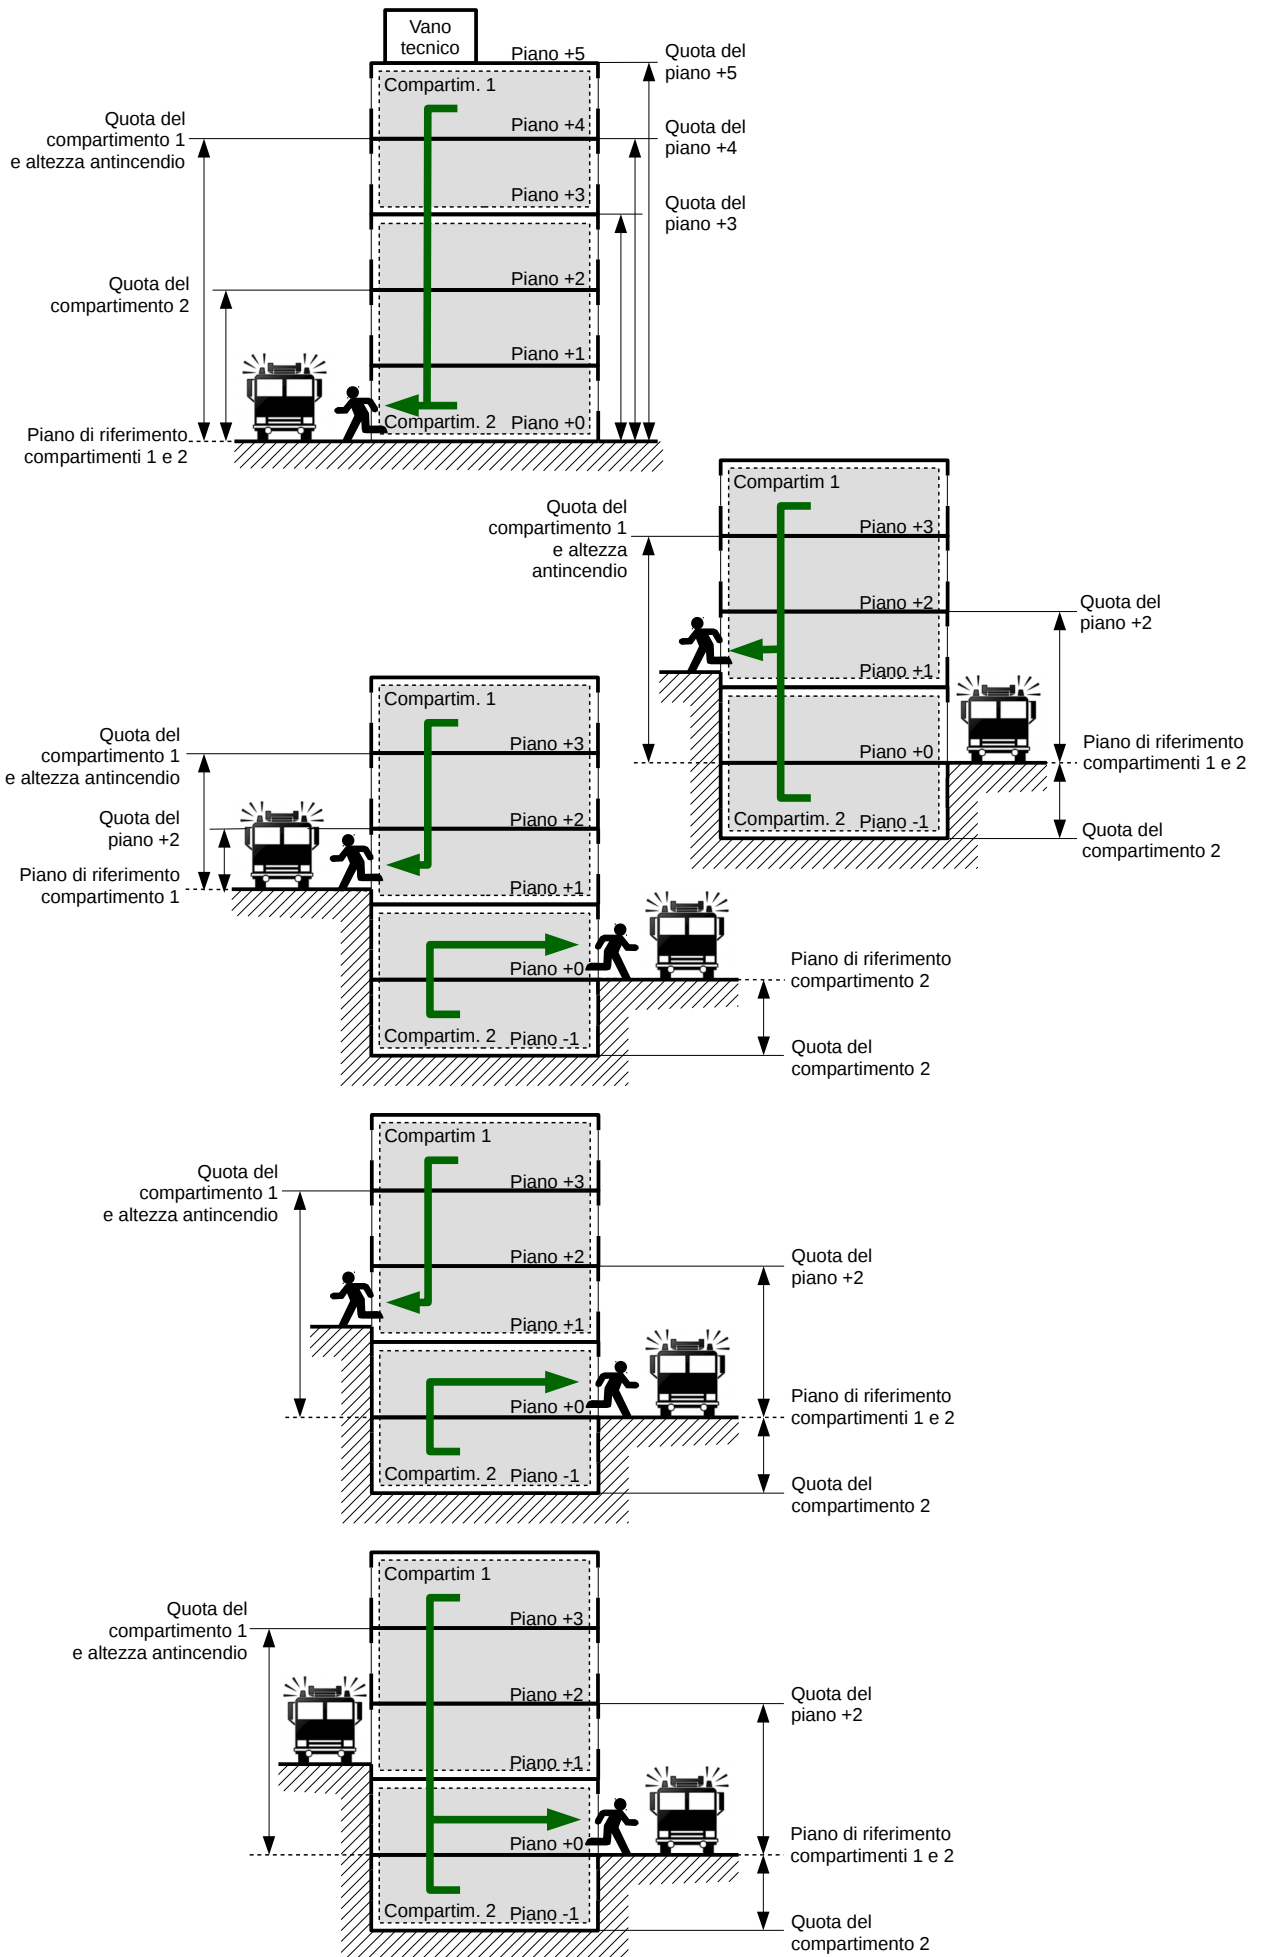 Vano
tecnico
Piano +5
Quota del
piano +5
Compartim. 1
Quota del
compartimento 1
e altezza antincendio
Piano +4
Quota del
piano +4
Piano +3
Quota del
piano +3
Quota del
compartimento 2
Piano +2
Piano +1
Compartim. 2
Piano +0
Piano di riferimento
compartimenti 1 e 2
Compartim 1
Quota del
compartimento 1
e altezza
antincendio
Piano +3
Piano +2
Quota del
piano +2
Piano +1
Piano +0
Piano di riferimento
compartimenti 1 e 2
Compartim. 2
Piano -1
Quota del
compartimento 2
Compartim. 1
Quota del
compartimento 1
e altezza antincendio
Piano +3
Quota del
piano +2
Piano +2
Piano di riferimento
compartimento 1
Piano +1
Piano +0
Piano di riferimento
compartimento 2
Compartim. 2
Piano -1
Quota del
compartimento 2
Compartim 1
Quota del
compartimento 1
e altezza antincendio
Piano +3
Piano +2
Quota del
piano +2
Piano +1
Piano +0
Piano di riferimento
compartimenti 1 e 2
Compartim. 2
Piano -1
Quota del
compartimento 2
Compartim 1
Quota del
compartimento 1
e altezza antincendio
Piano +3
Piano +2
Quota del
piano +2
Piano +1
Piano +0
Piano di riferimento
compartimenti 1 e 2
Compartim. 2
Piano -1
Quota del
compartimento 2